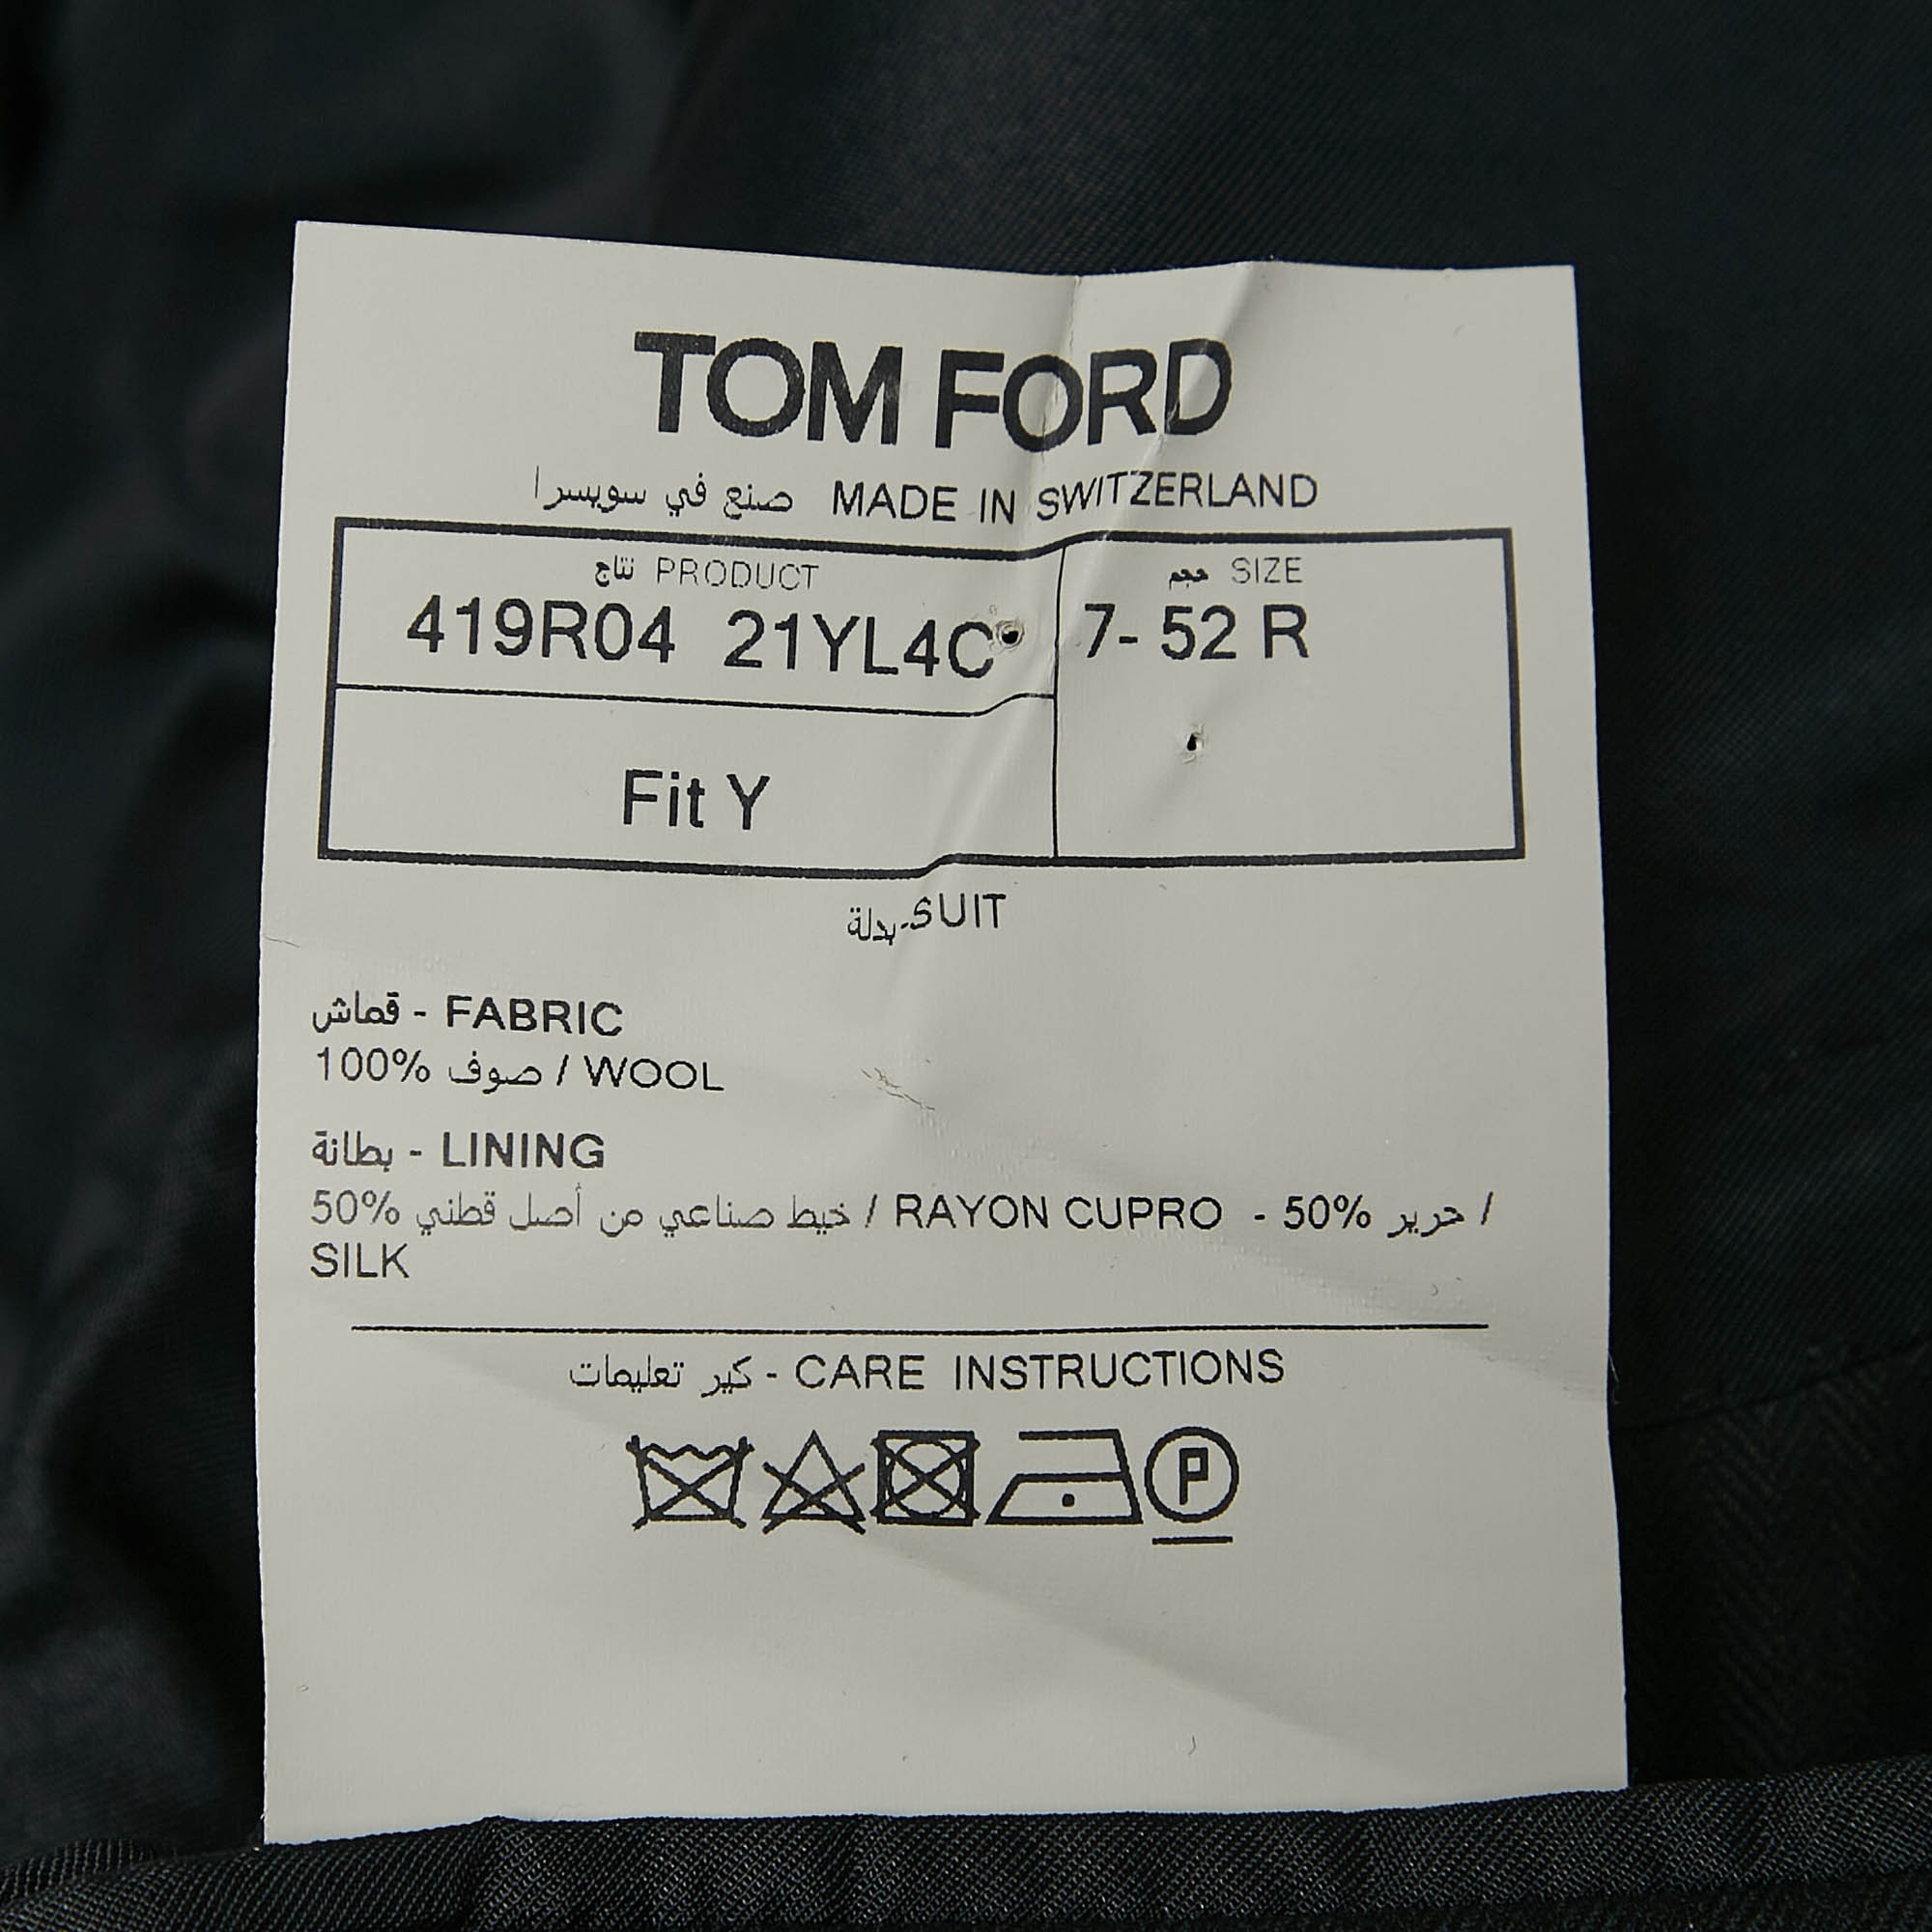 TOM FORD
صنع في سويسرا MADE IN SWITZERLAND
نتاج PRODUCT
419R04 21YL4C
حجم SIZE
7- 52 R
Fit Y
بدلة-SUIT
قماش - FABRIC
100% صوف / WOOL
بطانة - LINING
50% خيط صناعي من أصل قطني / RAYON CUPRO - 50% حرير /
SILK
كير تعليمات - CARE INSTRUCTIONS
P